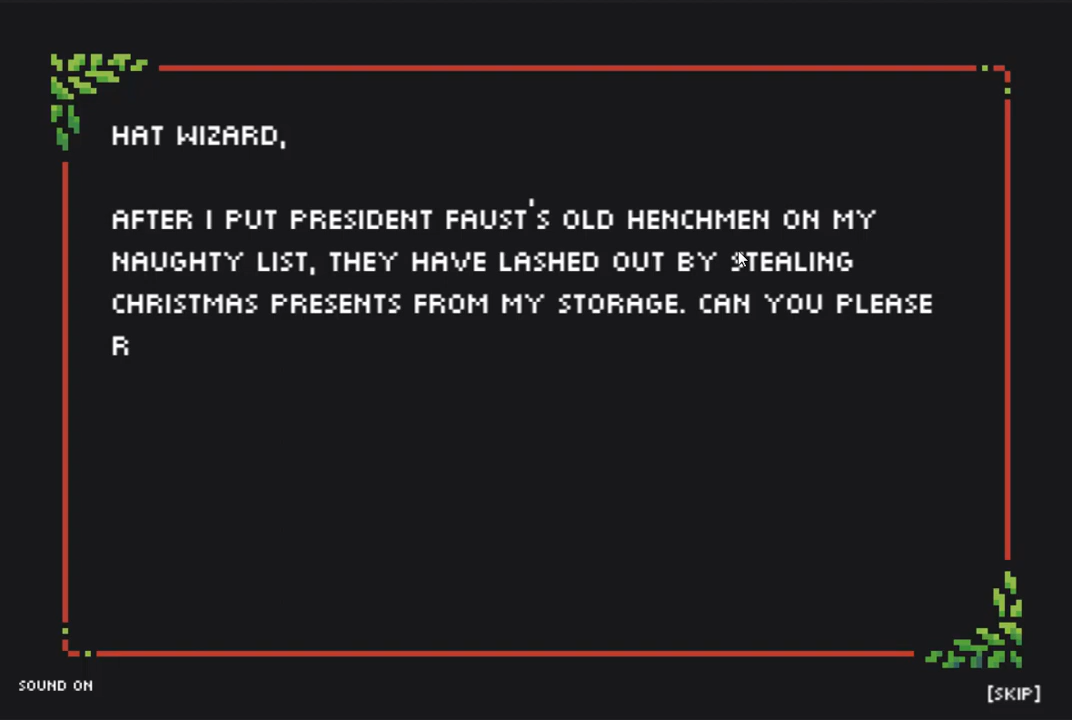 HAT WIZARD,
AFTER I PUT PRESIDENT FAUST'S OLD HENCHMEN ON MY
NAUGHTY LIST, THEY HAVE LASHED OUT BY STEALING
CHRISTMAS PRESENTS FROM MY STORAGE. CAN YOU PLEASE
R
SOUND ON
[SKIP]